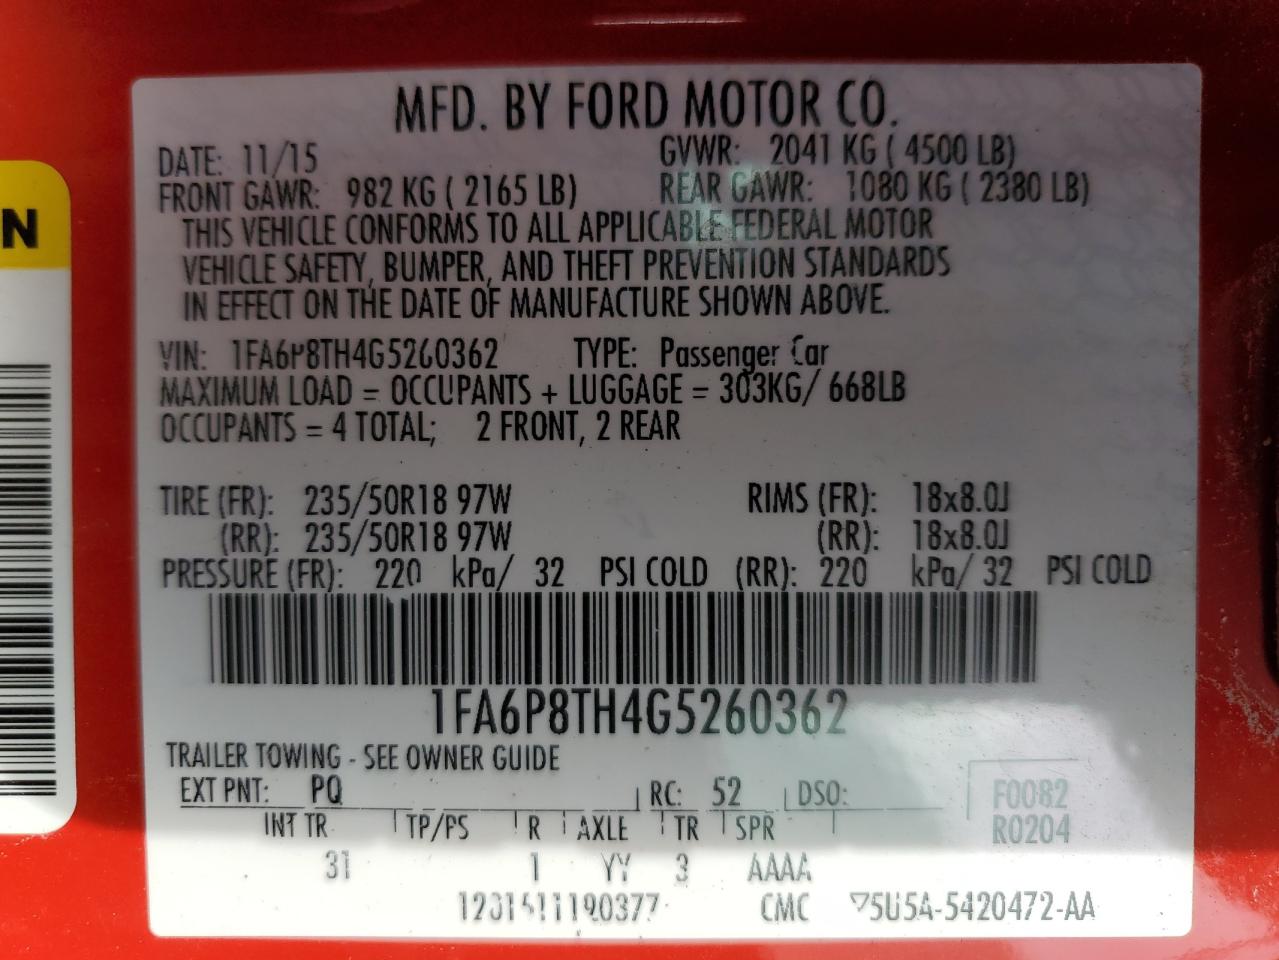 MFD. BY FORD MOTOR CO.
DATE: 11/15 GVWR: 2041 KG ( 4500 LB)
FRONT GAWR: 982 KG ( 2165 LB) REAR GAWR: 1080 KG ( 2380 LB)
THIS VEHICLE CONFORMS TO ALL APPLICABLE FEDERAL MOTOR
VEHICLE SAFETY, BUMPER, AND THEFT PREVENTION STANDARDS
IN EFFECT ON THE DATE OF MANUFACTURE SHOWN ABOVE.
VIN: 1FA6P8TH4G5260362 TYPE: Passenger Car
MAXIMUM LOAD = OCCUPANTS + LUGGAGE = 303KG/ 668LB
OCCUPANTS = 4 TOTAL; 2 FRONT, 2 REAR
TIRE (FR): 235/50R18 97W RIMS (FR): 18x8.0J
(RR): 235/50R18 97W (RR): 18x8.0J
PRESSURE (FR): 220 kPa/ 32 PSI COLD (RR): 220 kPa/ 32 PSI COLD
1FA6P8TH4G5260362
TRAILER TOWING - SEE OWNER GUIDE
EXT PNT: PQ RC: 52 DSO: F0082
INT TR TP/PS R AXLE TR SPR R0204
31 1 YY 3 AAAA
CMC
N